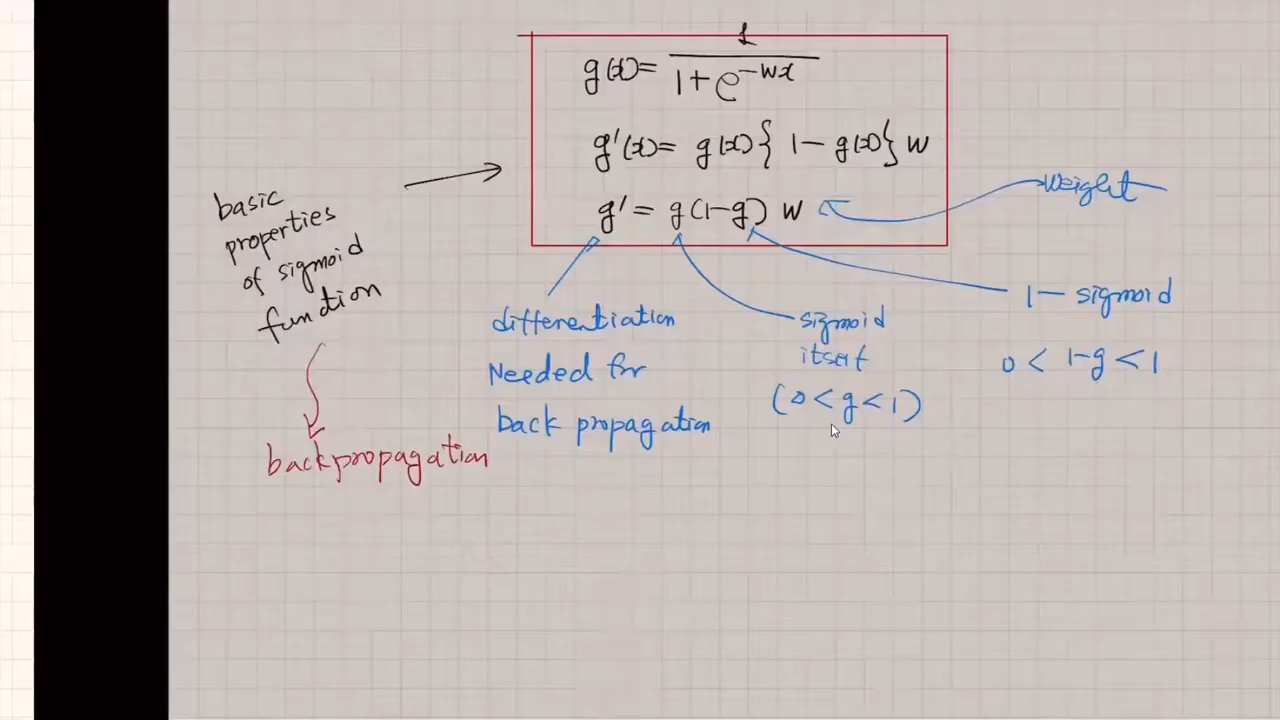 g(x) = 1 / 1 + e^-wx
g'(x) = g(x) { 1 - g(x) } w
g' = g (1-g) w
weight
basic
properties
of sigmoid
function
backpropagation
differentiation
Needed for
back propagation
sigmoid
itself
(0 < g < 1)
1 - sigmoid
0 < 1-g < 1